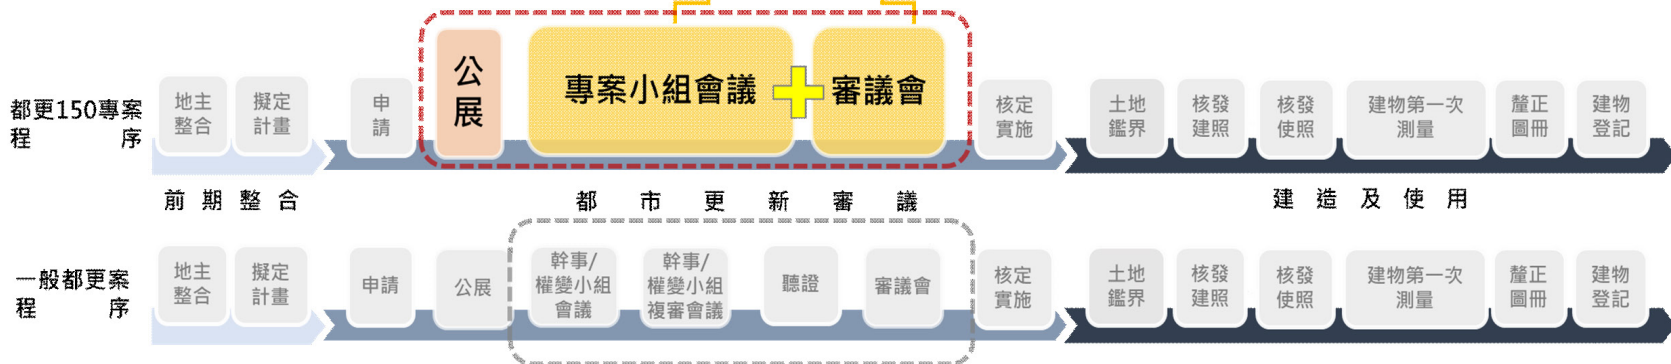 都更150專案
程序
地主
整合
擬定
計畫
申
請
公
展
專案小組會議
審議會
核定
實施
土地
鑑界
核發
建照
核發
使照
建物第一次
測量
釐正
圖冊
建物
登記
前期整合
都市更新審議
建造及使用
一般都更案
程序
地主
整合
擬定
計畫
申請
公展
幹事/
權變小組
會議
幹事/
權變小組
複審會議
聽證
審議會
核定
實施
土地
鑑界
核發
建照
核發
使照
建物第一次
測量
釐正
圖冊
建物
登記